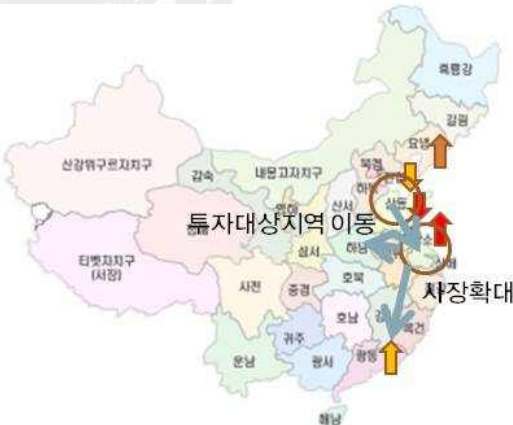 흑룡강
길림
요녕
신강위구르자치구
감숙
내몽고자치구
북경
산서
산동
투자대상지역 이동
섬서
하남
티벳자치구
(서장)
사천
중경
호북
시장확대
호남
귀주
복건
운남
광서
광동
해남